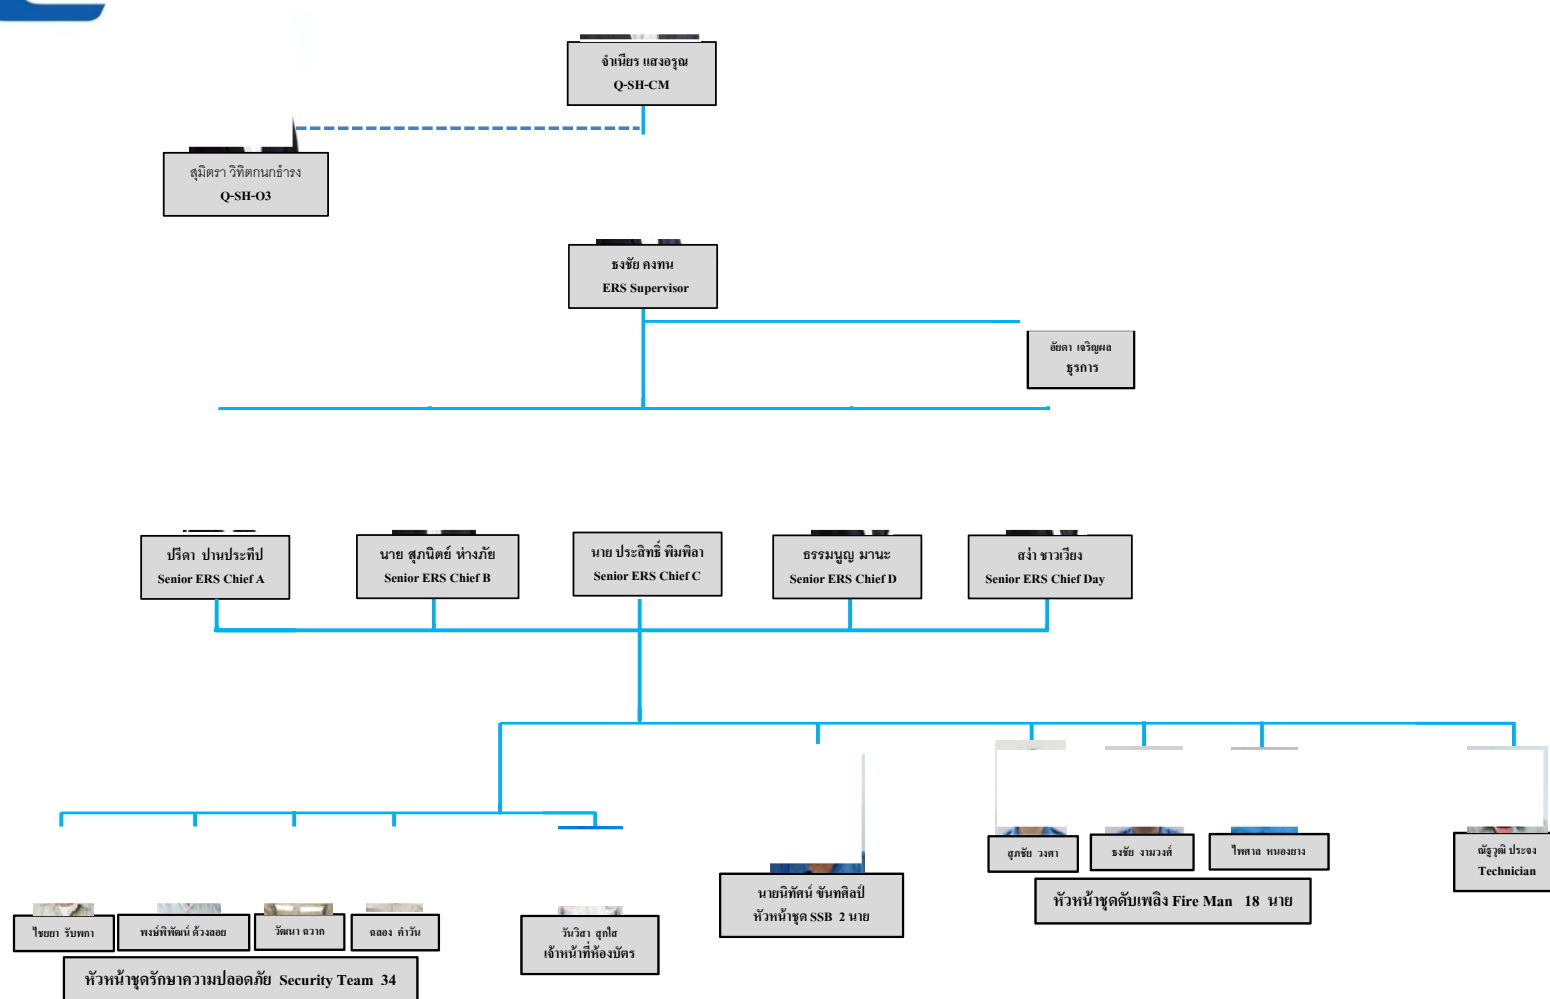 จำเนียร แสงอรุณ
Q-SH-CM
สุมิตรา วิทิตกนกธำรง
Q-SH-O3
ธงชัย คงทน
ERS Supervisor
อัยดา เจริญผล
ธุรการ
ปรีดา ปานประทีป
Senior ERS Chief A
นาย สุภนิตย์ ห่างภัย
Senior ERS Chief B
นาย ประสิทธิ์ พิมพิลา
Senior ERS Chief C
ธรรมนูญ มานะ
Senior ERS Chief D
สง่า ชาวเวียง
Senior ERS Chief Day
สุภชัย วงศา
ธงชัย งามวงศ์
ไพศาล หนองยาง
ณัฐวุฒิ ประจง
Technician
หัวหน้าชุดดับเพลิง Fire Man 18 นาย
นายนิทัศน์ ขันทศิลป์
หัวหน้าชุด SSB 2 นาย
ไชยยา รับพกา
พงษ์พิพัฒน์ ด้วงลอย
วัฒนา ฉวาก
ฉลอง คำวัน
วันวิสา สุกใส
เจ้าหน้าที่ห้องบัตร
หัวหน้าชุดรักษาความปลอดภัย Security Team 34